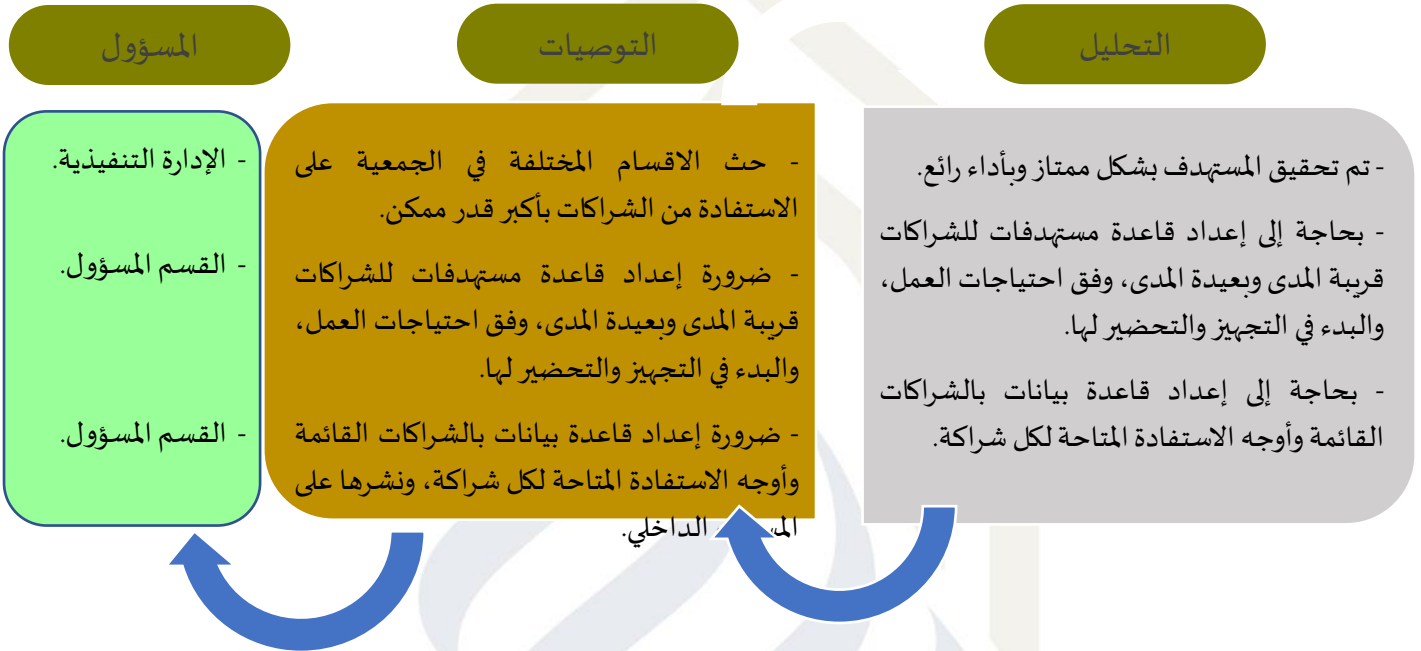 التحليل
التوصيات
المسؤول
- تم تحقيق المستهدف بشكل ممتاز وبأداء رائع.
- بحاجة إلى إعداد قاعدة مستهدفات للشراكات
قريبة المدى وبعيدة المدى، وفق احتياجات العمل،
والبدء في التجهيز والتحضير لها.
- بحاجة إلى إعداد قاعدة بيانات بالشراكات
القائمة وأوجه الاستفادة المتاحة لكل شراكة.
- حث الاقسام المختلفة في الجمعية على
الاستفادة من الشراكات بأكبر قدر ممكن.
- ضرورة إعداد قاعدة مستهدفات للشراكات
قريبة المدى وبعيدة المدى، وفق احتياجات العمل،
والبدء في التجهيز والتحضير لها.
- ضرورة إعداد قاعدة بيانات بالشراكات القائمة
وأوجه الاستفادة المتاحة لكل شراكة، ونشرها على
الداخلي.
- الإدارة التنفيذية.
- القسم المسؤول.
- القسم المسؤول.